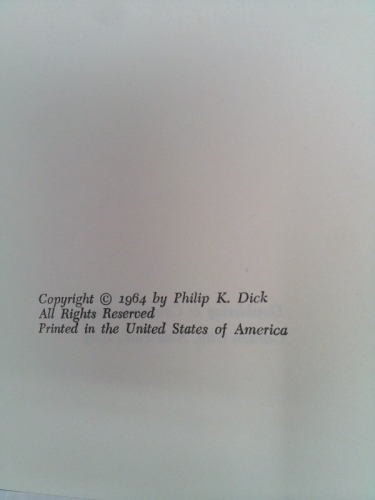 Copyright © 1964 by Philip K. Dick
All Rights Reserved
Printed in the United States of America